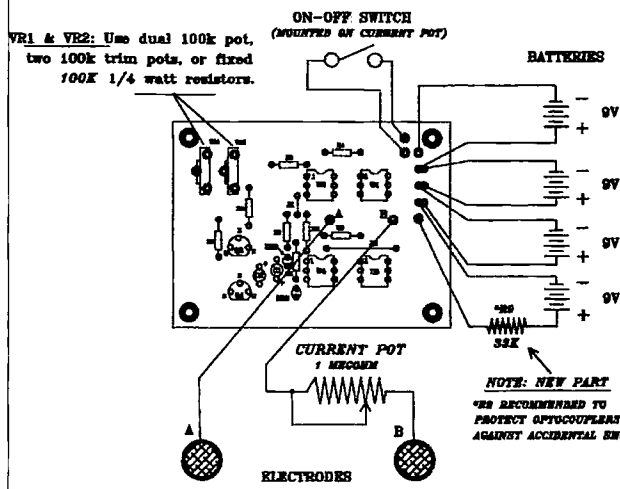 ON-OFF SWITCH
(MOUNTED ON CURRENT POT)
VR1 & VR2: Use dual 100k pot,
two 100k trim pots, or fixed
100K 1/4 watt resistors.
BATTERIES
9V
9V
9V
9V
A
B
*R9
33K
NOTE: NEW PART
*R9 RECOMMENDED TO
PROTECT OPTOCOUPLERS
AGAINST ACCIDENTAL
CURRENT POT
1 MEGOHM
A
B
ELECTRODES